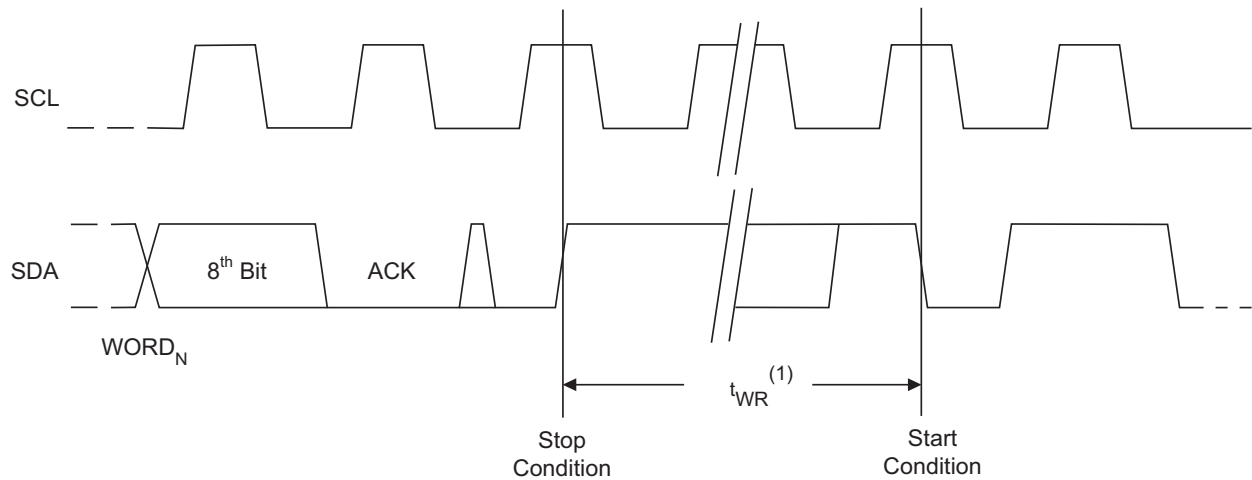 SCL
SDA
8th Bit
ACK
WORDN
tWR(1)
Stop
Condition
Start
Condition